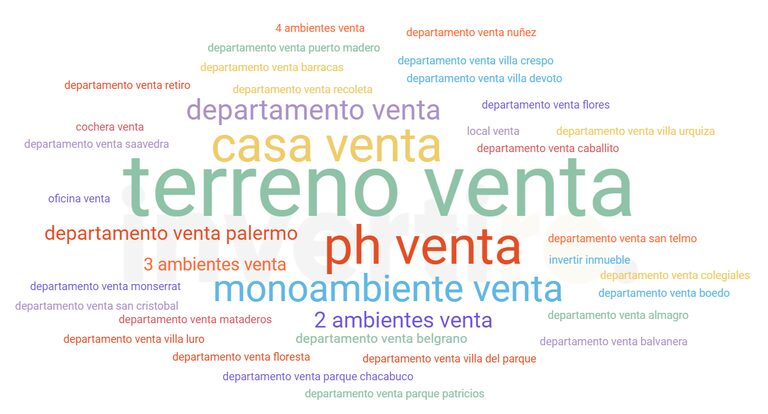 4 ambientes venta
departamento venta nuñez
departamento venta puerto madero
departamento venta villa crespo
departamento venta barracas
departamento venta villa devoto
departamento venta retiro
departamento venta recoleta
departamento venta
departamento venta flores
cochera venta
casa venta
local venta
departamento venta villa urquiza
departamento venta saavedra
departamento venta caballito
terreno venta
oficina venta
departamento venta palermo
ph venta
departamento venta san telmo
3 ambientes venta
invertir inmueble
departamento venta colegiales
departamento venta monserrat
monoambiente venta
departamento venta boedo
departamento venta san cristobal
departamento venta mataderos
2 ambientes venta
departamento venta almagro
departamento venta villa luro
departamento venta belgrano
departamento venta balvanera
departamento venta floresta
departamento venta villa del parque
departamento venta parque chacabuco
departamento venta parque patricios